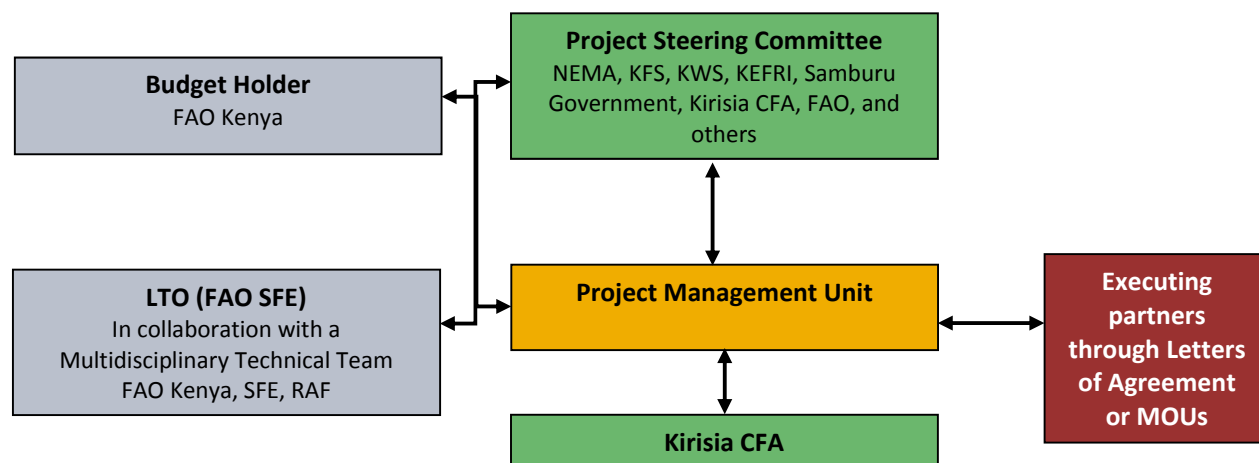 Project Steering Committee
NEMA, KFS, KWS, KEFRI, Samburu
Government, Kirisia CFA, FAO, and
others
Budget Holder
FAO Kenya
LTO (FAO SFE)
In collaboration with a
Multidisciplinary Technical Team
FAO Kenya, SFE, RAF
Project Management Unit
Executing
partners
through Letters
of Agreement
or MOUs
Kirisia CFA